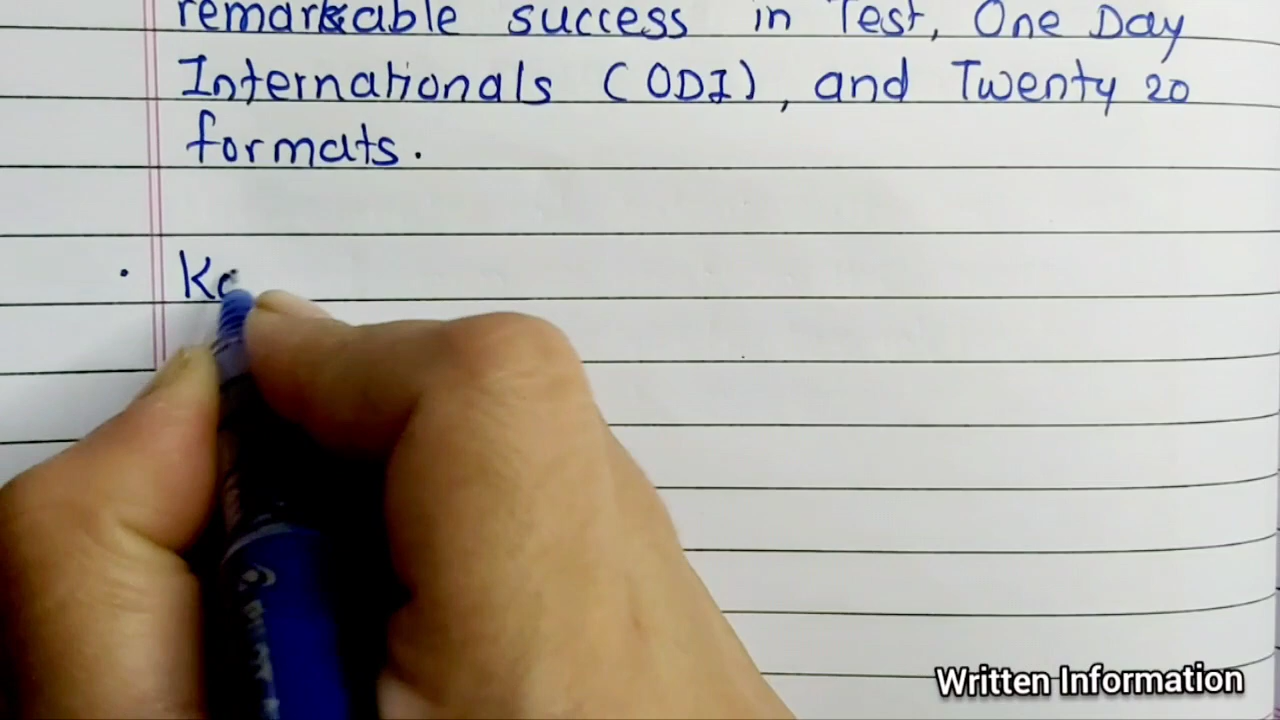 remarkable success in Test, One Day
Internationals (ODI), and Twenty 20
formats.
Written Information